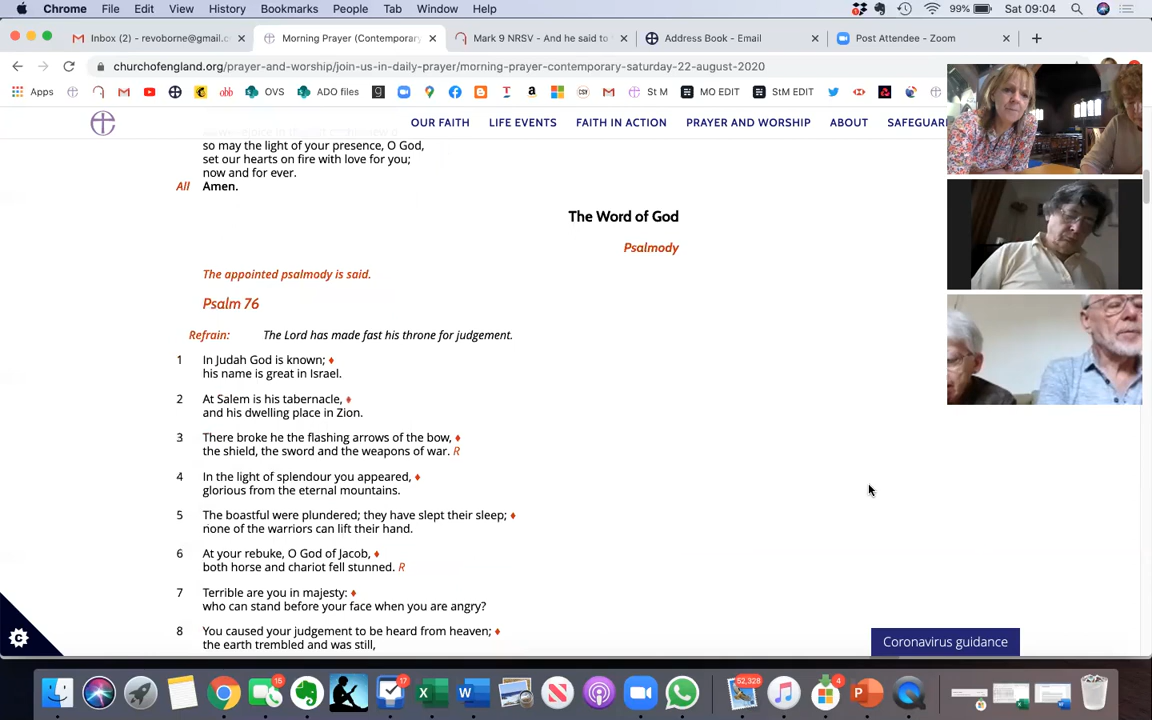 Chrome File Edit View History Bookmarks People Tab Window Help 99% Sat 09:04
Inbox (2) - revoborne@gmail.c Morning Prayer (Contemporary Mark 9 NRSV - And he said to Address Book - Email Post Attendee - Zoom
churchofengland.org/prayer-and-worship/join-us-in-daily-prayer/morning-prayer-contemporary-saturday-22-august-2020
Apps OVS ADO files St M MO EDIT StM EDIT
OUR FAITH LIFE EVENTS FAITH IN ACTION PRAYER AND WORSHIP ABOUT SAFEGUAR
so may the light of your presence, O God,
set our hearts on fire with love for you;
now and for ever.
All Amen.
The Word of God
Psalmody
The appointed psalmody is said.
Psalm 76
Refrain: The Lord has made fast his throne for judgement.
1 In Judah God is known; ♦
his name is great in Israel.
2 At Salem is his tabernacle, ♦
and his dwelling place in Zion.
3 There broke he the flashing arrows of the bow, ♦
the shield, the sword and the weapons of war. R
4 In the light of splendour you appeared, ♦
glorious from the eternal mountains.
5 The boastful were plundered; they have slept their sleep; ♦
none of the warriors can lift their hand.
6 At your rebuke, O God of Jacob, ♦
both horse and chariot fell stunned. R
7 Terrible are you in majesty: ♦
who can stand before your face when you are angry?
8 You caused your judgement to be heard from heaven; ♦
the earth trembled and was still,
Coronavirus guidance
15 17 52,328 4